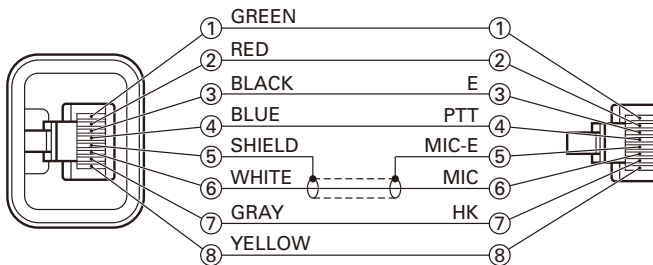 ① GREEN ①
② RED ②
③ BLACK E ③
④ BLUE PTT ④
⑤ SHIELD MIC-E ⑤
⑥ WHITE MIC ⑥
⑦ GRAY HK ⑦
⑧ YELLOW ⑧